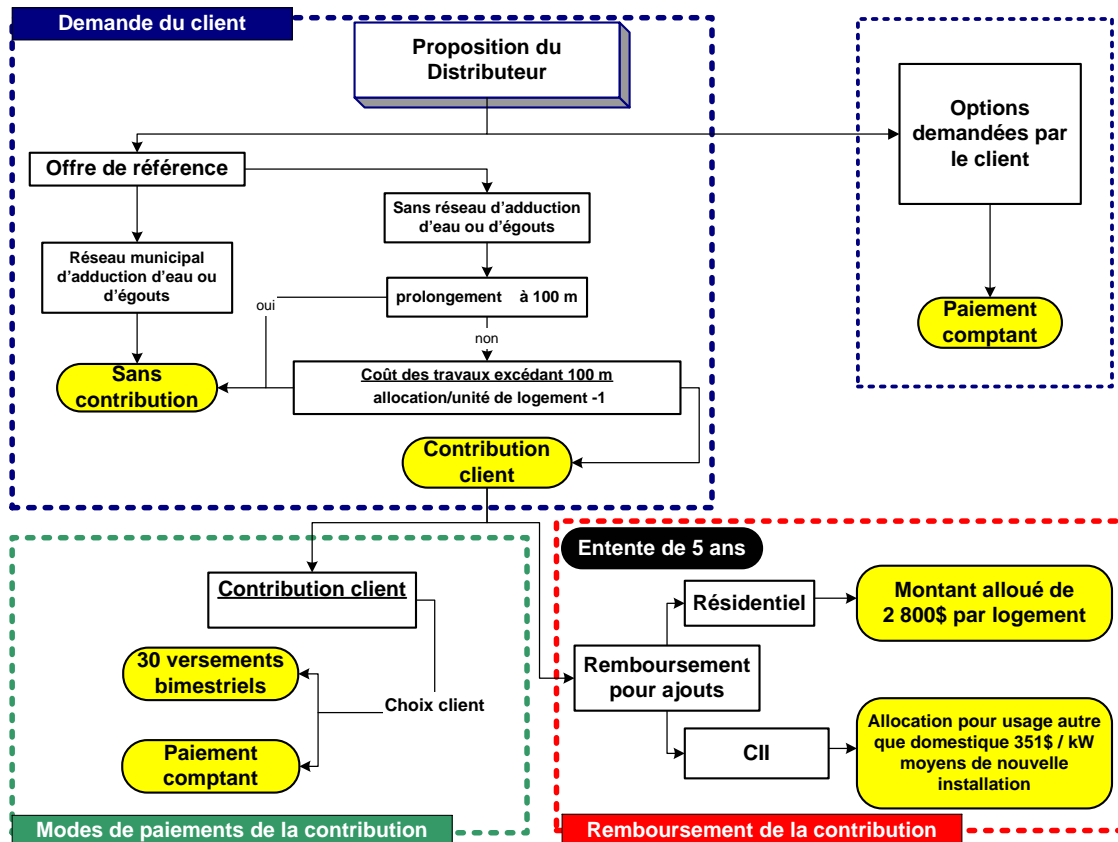 Demande du client
Proposition du
Distributeur
Options
demandées par
le client
Offre de référence
Sans réseau d'adduction
d'eau ou d'égouts
Réseau municipal
d'adduction d'eau ou
d'égouts
prolongement à 100 m
oui
non
Paiement
comptant
Sans
contribution
Coût des travaux excédant 100 m
allocation/unité de logement -1
Contribution
client
Entente de 5 ans
Contribution client
Résidentiel
Montant alloué de
2 800$ par logement
30 versements
bimestriels
Remboursement
pour ajouts
Choix client
Paiement
comptant
CII
Allocation pour usage autre
que domestique 351$ / kW
moyens de nouvelle
installation
Modes de paiements de la contribution
Remboursement de la contribution